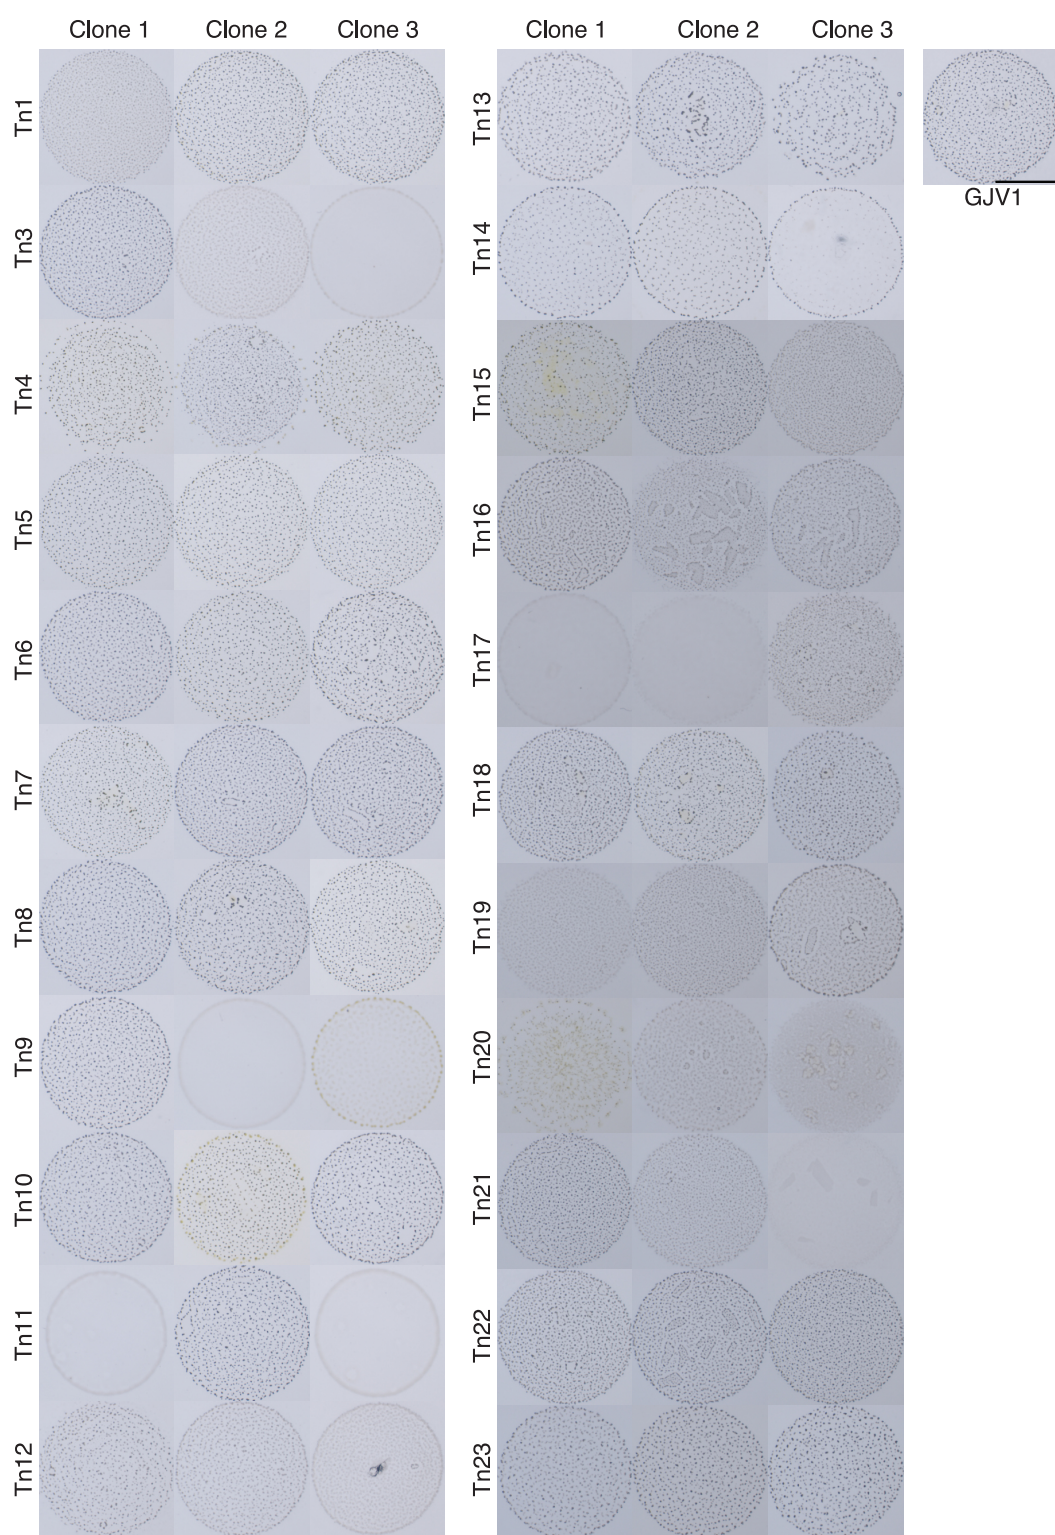 Clone 1 Clone 2 Clone 3
Clone 1 Clone 2 Clone 3
Tn1
Tn3
Tn4
Tn5
Tn6
Tn7
Tn8
Tn9
Tn10
Tn11
Tn12
Tn13
Tn14
Tn15
Tn16
Tn17
Tn18
Tn19
Tn20
Tn21
Tn22
Tn23
GJV1